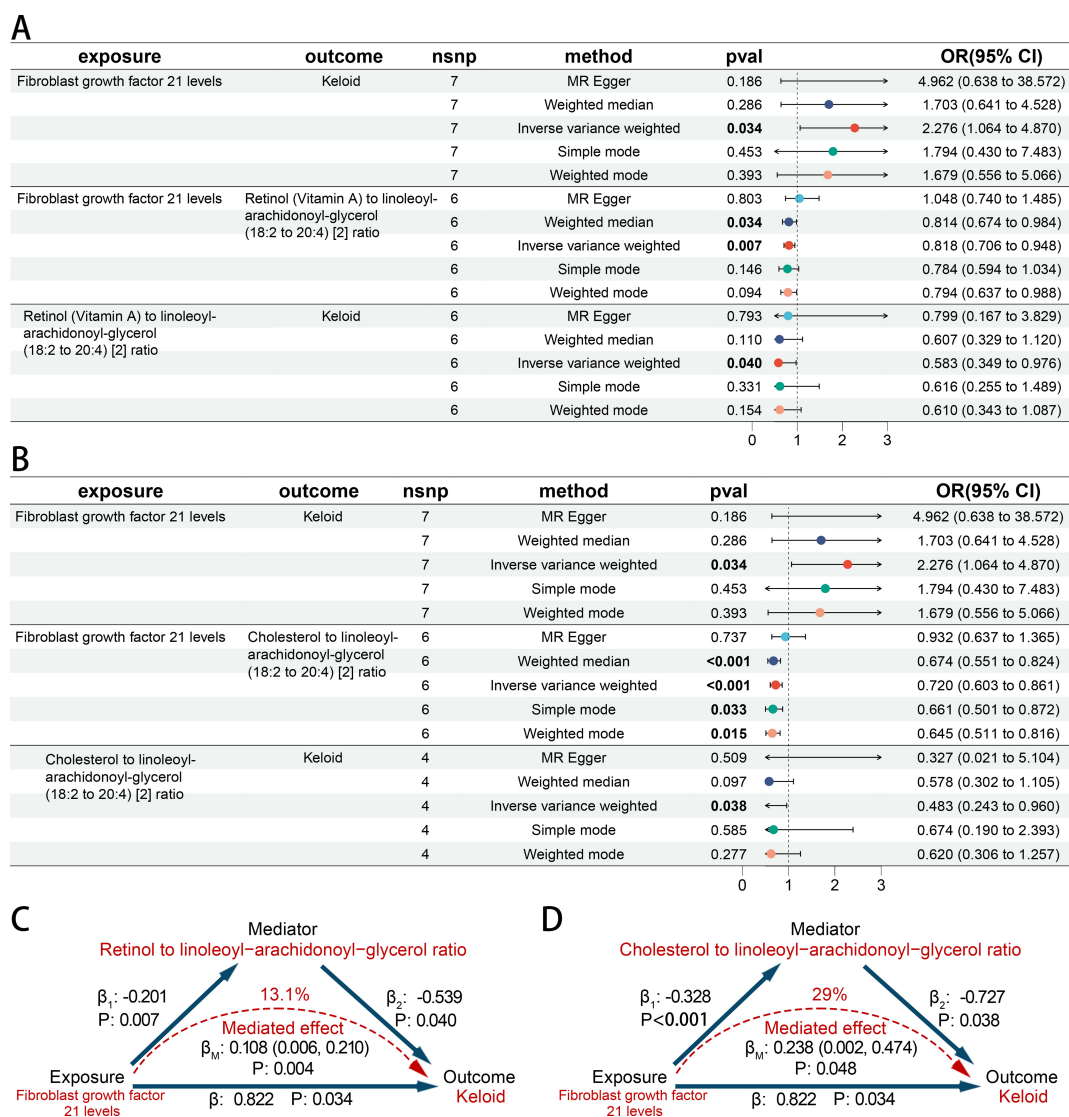 A
exposure outcome nsnp method pval OR(95% CI)
Fibroblast growth factor 21 levels Keloid 7 MR Egger 0.186 4.962 (0.638 to 38.572)
7 Weighted median 0.286 1.703 (0.641 to 4.528)
7 Inverse variance weighted 0.034 2.276 (1.064 to 4.870)
7 Simple mode 0.453 1.794 (0.430 to 7.483)
7 Weighted mode 0.393 1.679 (0.556 to 5.066)
Fibroblast growth factor 21 levels Retinol (Vitamin A) to linoleoyl- 6 MR Egger 0.803 1.048 (0.740 to 1.485)
arachidonoyl-glycerol 6 Weighted median 0.034 0.814 (0.674 to 0.984)
(18:2 to 20:4) [2] ratio 6 Inverse variance weighted 0.007 0.818 (0.706 to 0.948)
6 Simple mode 0.146 0.784 (0.594 to 1.034)
6 Weighted mode 0.094 0.794 (0.637 to 0.988)
Retinol (Vitamin A) to linoleoyl- Keloid 6 MR Egger 0.793 0.799 (0.167 to 3.829)
arachidonoyl-glycerol 6 Weighted median 0.110 0.607 (0.329 to 1.120)
(18:2 to 20:4) [2] ratio 6 Inverse variance weighted 0.040 0.583 (0.349 to 0.976)
6 Simple mode 0.331 0.616 (0.255 to 1.489)
6 Weighted mode 0.154 0.610 (0.343 to 1.087)
0 1 2 3
B
exposure outcome nsnp method pval OR(95% CI)
Fibroblast growth factor 21 levels Keloid 7 MR Egger 0.186 4.962 (0.638 to 38.572)
7 Weighted median 0.286 1.703 (0.641 to 4.528)
7 Inverse variance weighted 0.034 2.276 (1.064 to 4.870)
7 Simple mode 0.453 1.794 (0.430 to 7.483)
7 Weighted mode 0.393 1.679 (0.556 to 5.066)
Fibroblast growth factor 21 levels Cholesterol to linoleoyl- 6 MR Egger 0.737 0.932 (0.637 to 1.365)
arachidonoyl-glycerol 6 Weighted median <0.001 0.674 (0.551 to 0.824)
(18:2 to 20:4) [2] ratio 6 Inverse variance weighted <0.001 0.720 (0.603 to 0.861)
6 Simple mode 0.033 0.661 (0.501 to 0.872)
6 Weighted mode 0.015 0.645 (0.511 to 0.816)
Cholesterol to linoleoyl- Keloid 4 MR Egger 0.509 0.327 (0.021 to 5.104)
arachidonoyl-glycerol 4 Weighted median 0.097 0.578 (0.302 to 1.105)
(18:2 to 20:4) [2] ratio 4 Inverse variance weighted 0.038 0.483 (0.243 to 0.960)
4 Simple mode 0.585 0.674 (0.190 to 2.393)
4 Weighted mode 0.277 0.620 (0.306 to 1.257)
0 1 2 3
C
Mediator
Retinol to linoleoyl−arachidonoyl−glycerol ratio
β1: -0.201
P: 0.007
13.1%
β2: -0.539
P: 0.040
Mediated effect
βM: 0.108 (0.006, 0.210)
P: 0.004
Exposure
Fibroblast growth factor
21 levels
Outcome
Keloid
β: 0.822 P: 0.034
D
Mediator
Cholesterol to linoleoyl−arachidonoyl−glycerol ratio
β1: -0.328
P<0.001
29%
β2: -0.727
P: 0.038
Mediated effect
βM: 0.238 (0.002, 0.474)
P: 0.048
Exposure
Fibroblast growth factor
21 levels
Outcome
Keloid
β: 0.822 P: 0.034